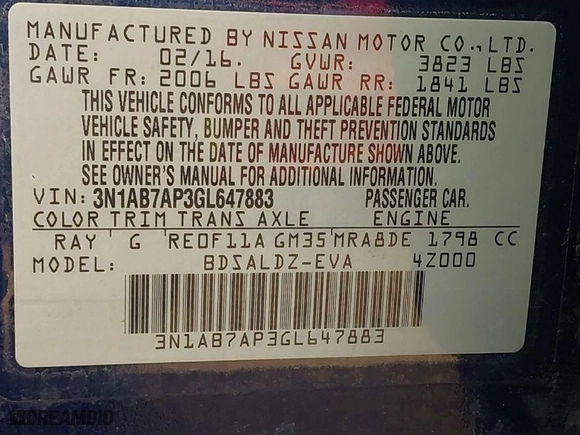 MANUFACTURED BY NISSAN MOTOR CO., LTD.
DATE: 02/16. GVWR: 3823 LBS
GAWR FR: 2006 LBS GAWR RR: 1841 LBS
THIS VEHICLE CONFORMS TO ALL APPLICABLE FEDERAL MOTOR
VEHICLE SAFETY, BUMPER AND THEFT PREVENTION STANDARDS
IN EFFECT ON THE DATE OF MANUFACTURE SHOWN ABOVE.
SEE OWNER'S MANUAL FOR ADDITIONAL INFORMATION.
VIN: 3N1AB7AP3GL647883 PASSENGER CAR.
COLOR TRIM TRANS AXLE ENGINE
RAY G RE0F11A GM35 MRA8DE 1798 CC
MODEL: BDSALDZ-EVA 4Z000
3N1AB7AP3GL647883
DREAMBID